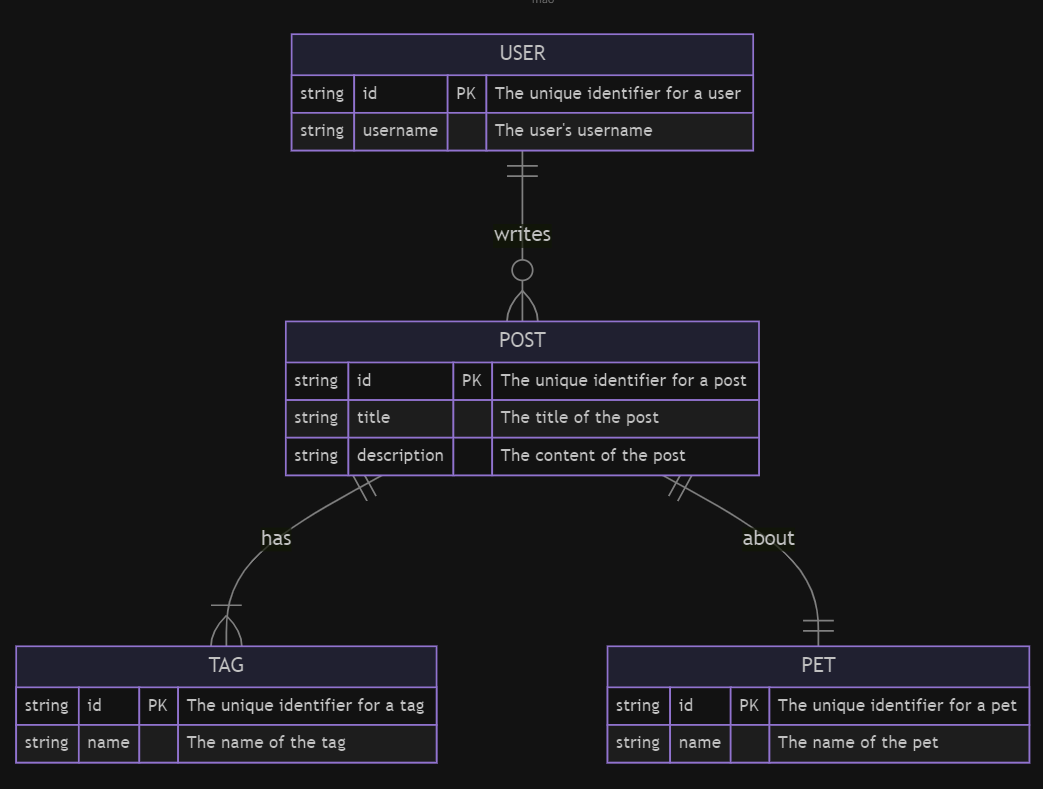 USER
string id PK The unique identifier for a user
string username The user's username
writes
POST
string id PK The unique identifier for a post
string title The title of the post
string description The content of the post
has
about
TAG
string id PK The unique identifier for a tag
string name The name of the tag
PET
string id PK The unique identifier for a pet
string name The name of the pet